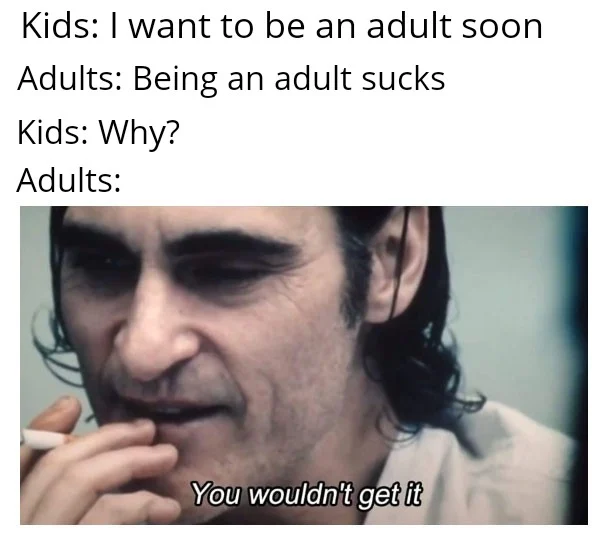 Kids: I want to be an adult soon
Adults: Being an adult sucks
Kids: Why?
Adults:
You wouldn't get it